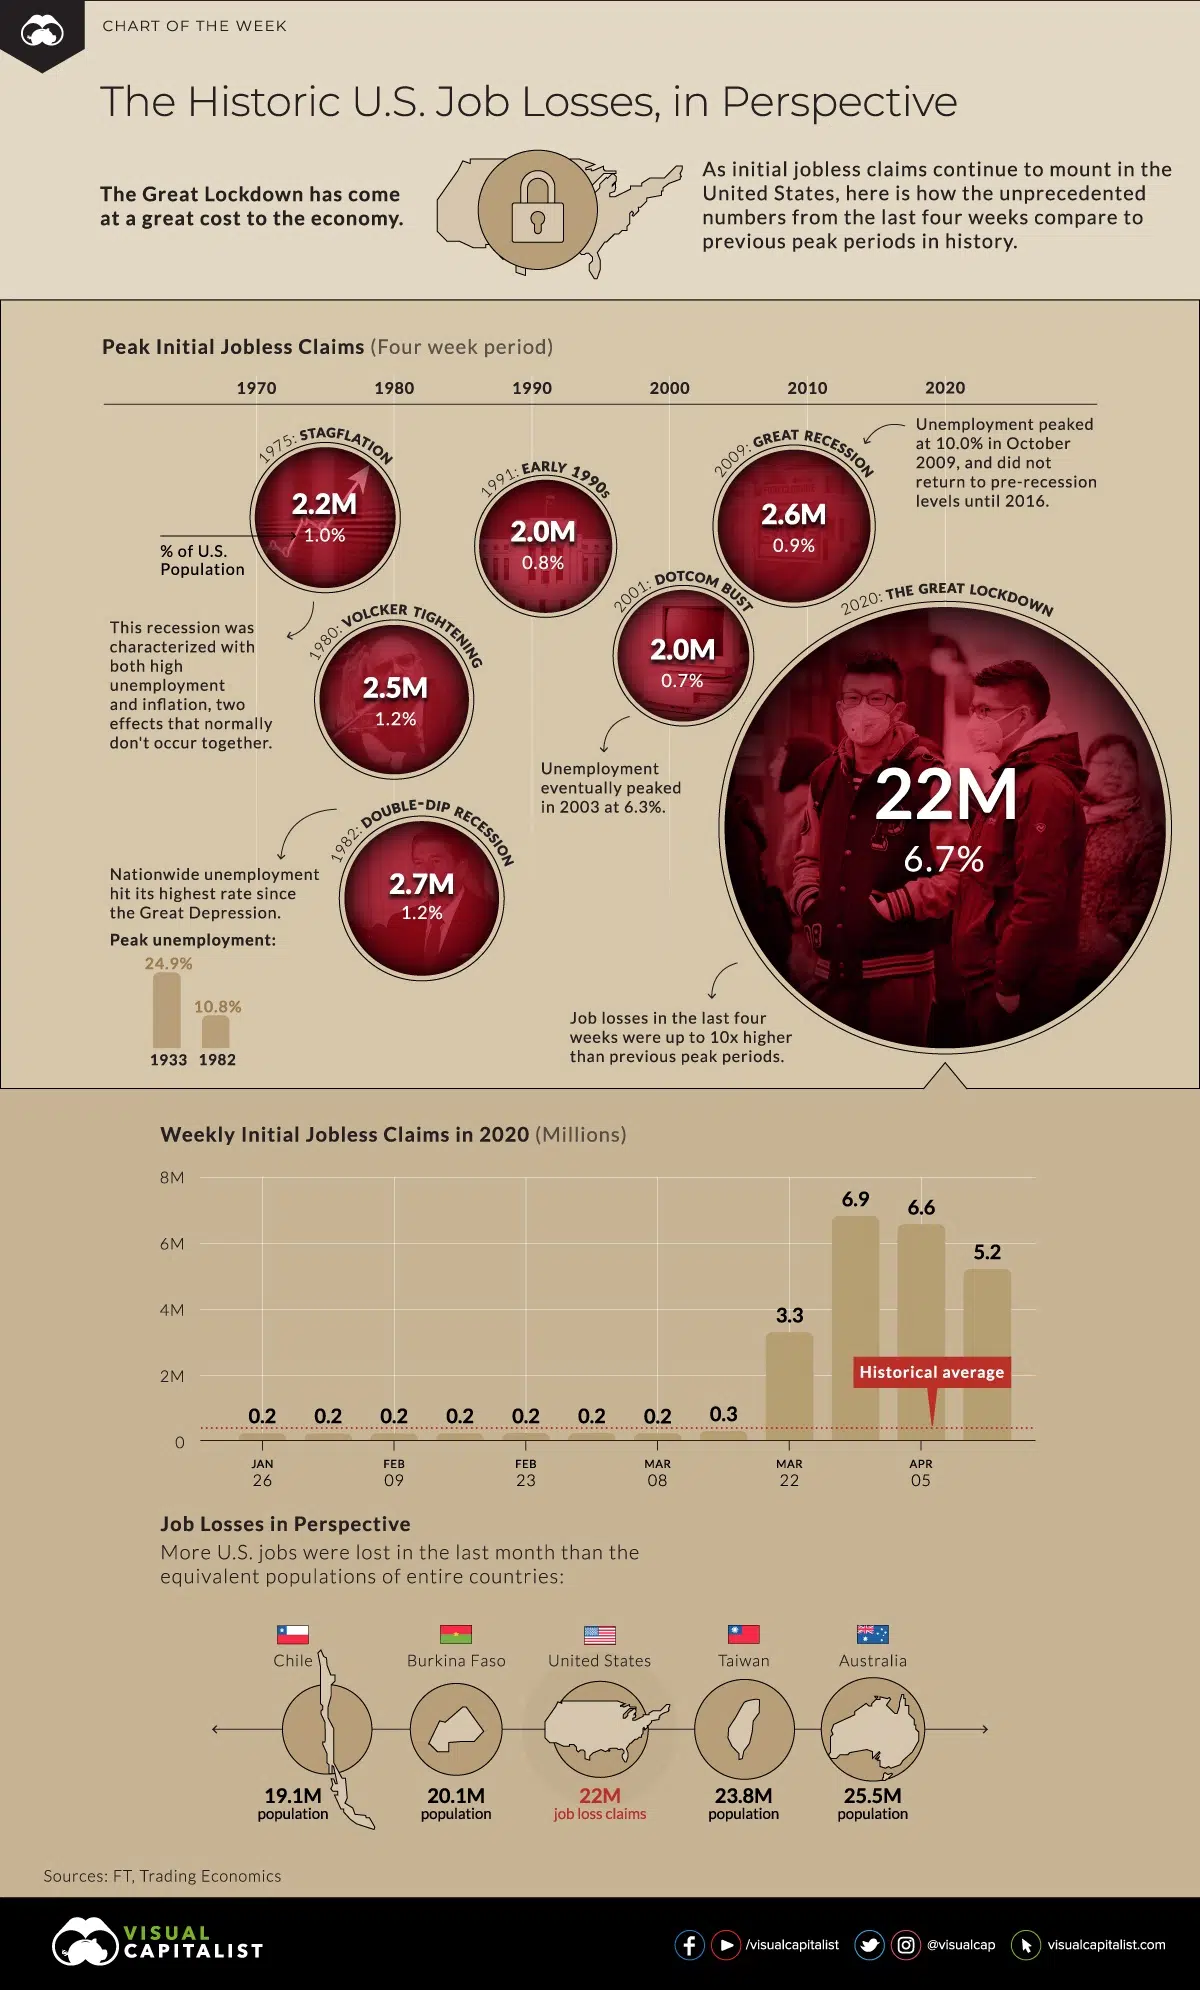 CHART OF THE WEEK
The Historic U.S. Job Losses, in Perspective
The Great Lockdown has come
at a great cost to the economy.
As initial jobless claims continue to mount in the
United States, here is how the unprecedented
numbers from the last four weeks compare to
previous peak periods in history.
Peak Initial Jobless Claims (Four week period)
1970 1980 1990 2000 2010 2020
1975: STAGFLATION
2.2M
1.0%
% of U.S.
Population
This recession was
characterized with
both high
unemployment
and inflation, two
effects that normally
don't occur together.
1980: VOLCKER TIGHTENING
2.5M
1.2%
1982: DOUBLE-DIP RECESSION
2.7M
1.2%
Nationwide unemployment
hit its highest rate since
the Great Depression.
Peak unemployment:
24.9%
10.8%
1933 1982
1991: EARLY 1990s
2.0M
0.8%
2001: DOTCOM BUST
2.0M
0.7%
Unemployment
eventually peaked
in 2003 at 6.3%.
2009: GREAT RECESSION
2.6M
0.9%
Unemployment peaked
at 10.0% in October
2009, and did not
return to pre-recession
levels until 2016.
2020: THE GREAT LOCKDOWN
22M
6.7%
Job losses in the last four
weeks were up to 10x higher
than previous peak periods.
Weekly Initial Jobless Claims in 2020 (Millions)
8M
6M
4M
2M
0
0.2 0.2 0.2 0.2 0.2 0.2 0.2 0.3 3.3 6.9 6.6 5.2
Historical average
JAN
26
FEB
09
FEB
23
MAR
08
MAR
22
APR
05
Job Losses in Perspective
More U.S. jobs were lost in the last month than the
equivalent populations of entire countries:
Chile
19.1M
population
Burkina Faso
20.1M
population
United States
22M
job loss claims
Taiwan
23.8M
population
Australia
25.5M
population
Sources: FT, Trading Economics
VISUAL
CAPITALIST
/visualcapitalist
@visualcap
visualcapitalist.com